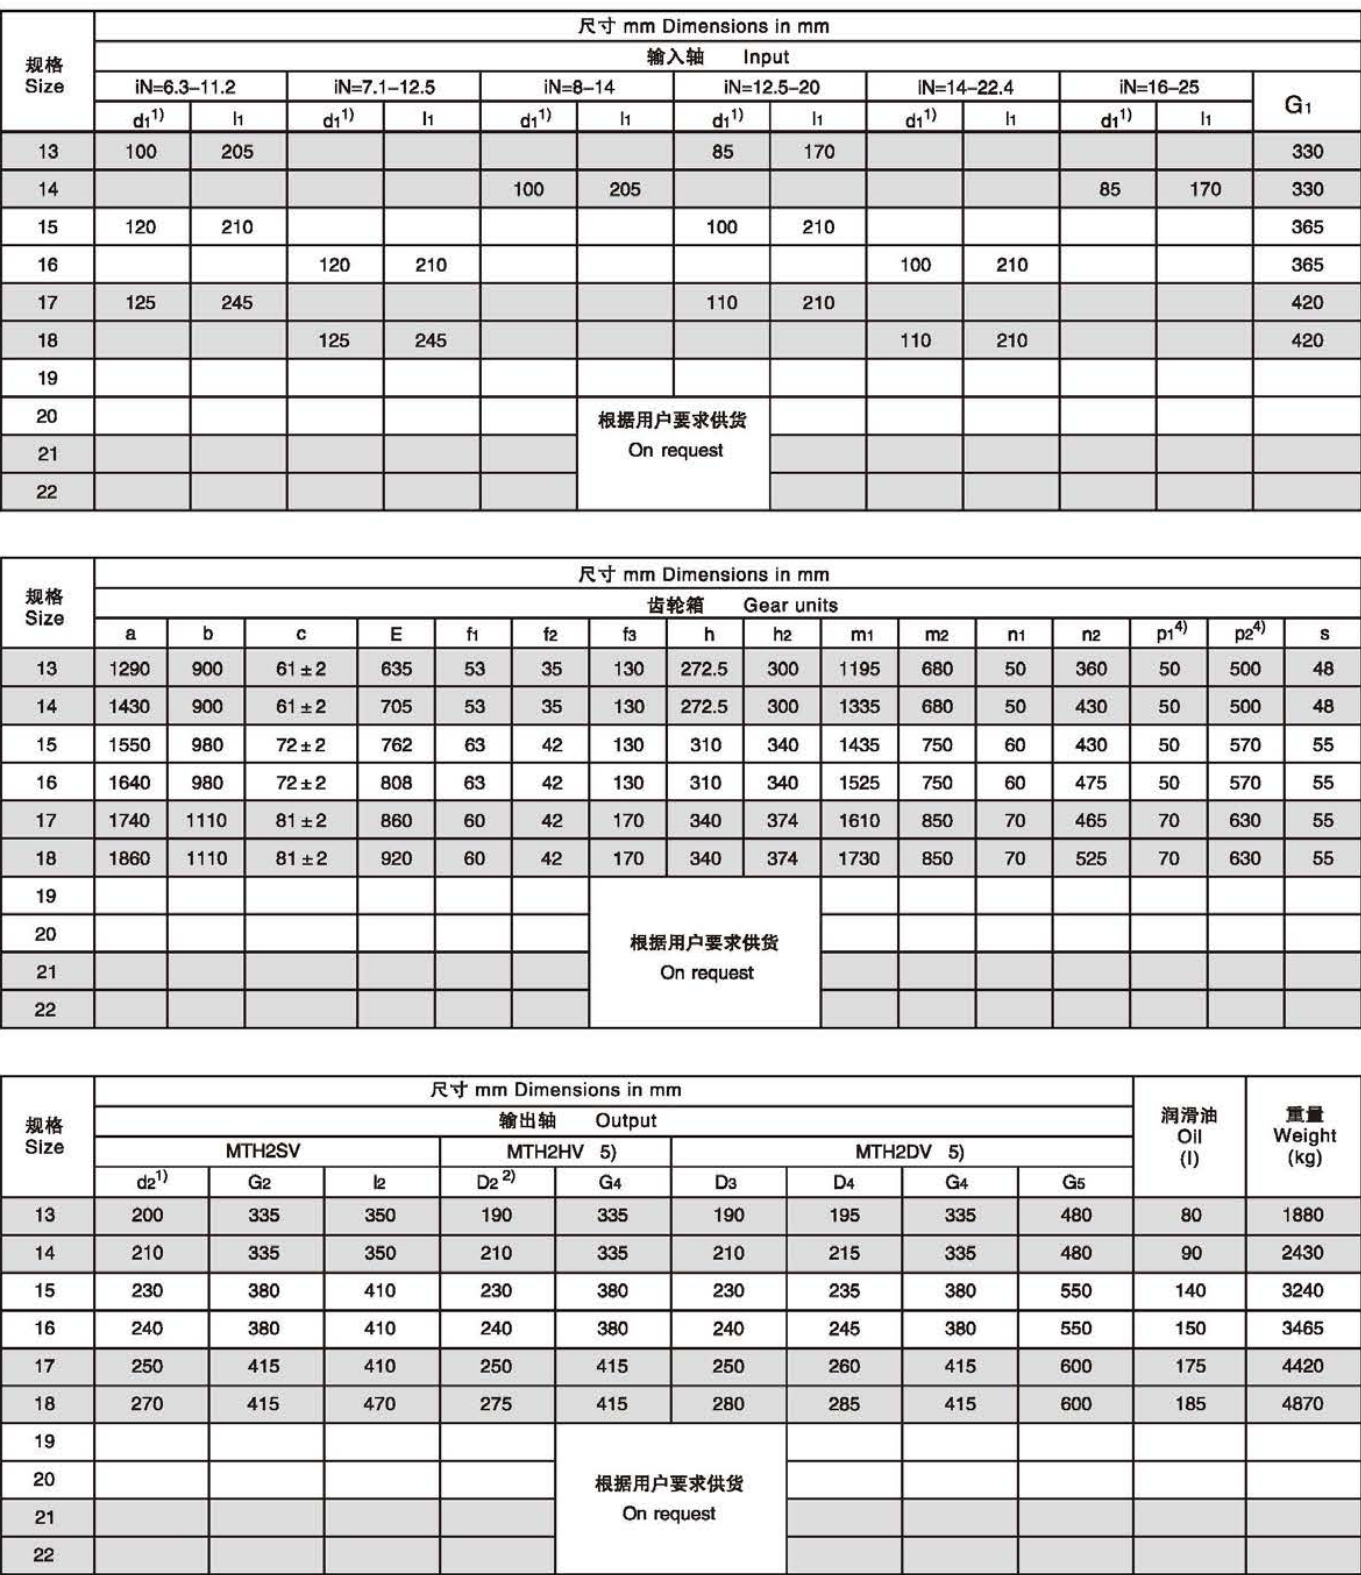 尺寸 mm Dimensions in mm
规格 Size
输入轴 Input
iN=6.3–11.2 iN=7.1–12.5 iN=8–14 iN=12.5–20 iN=14–22.4 iN=16–25 G1
d1 1) l1 d1 1) l1 d1 1) l1 d1 1) l1 d1 1) l1 d1 1) l1
13 100 205 85 170 330
14 100 205 85 170 330
15 120 210 100 210 365
16 120 210 100 210 365
17 125 245 110 210 420
18 125 245 110 210 420
19
20 根据用户要求供货
21 On request
22
尺寸 mm Dimensions in mm
规格 Size
齿轮箱 Gear units
a b c E f1 f2 f3 h h2 m1 m2 n1 n2 p1 4) p2 4) s
13 1290 900 61±2 635 53 35 130 272.5 300 1195 680 50 360 50 500 48
14 1430 900 61±2 705 53 35 130 272.5 300 1335 680 50 430 50 500 48
15 1550 980 72±2 762 63 42 130 310 340 1435 750 60 430 50 570 55
16 1640 980 72±2 808 63 42 130 310 340 1525 750 60 475 50 570 55
17 1740 1110 81±2 860 60 42 170 340 374 1610 850 70 465 70 630 55
18 1860 1110 81±2 920 60 42 170 340 374 1730 850 70 525 70 630 55
19
20 根据用户要求供货
21 On request
22
尺寸 mm Dimensions in mm
规格 Size
输出轴 Output
润滑油 Oil (l)
重量 Weight (kg)
MTH2SV MTH2HV 5) MTH2DV 5)
d2 1) G2 l2 D2 2) G4 D3 D4 G4 G5
13 200 335 350 190 335 190 195 335 480 80 1880
14 210 335 350 210 335 210 215 335 480 90 2430
15 230 380 410 230 380 230 235 380 550 140 3240
16 240 380 410 240 380 240 245 380 550 150 3465
17 250 415 410 250 415 250 260 415 600 175 4420
18 270 415 470 275 415 280 285 415 600 185 4870
19
20 根据用户要求供货
21 On request
22